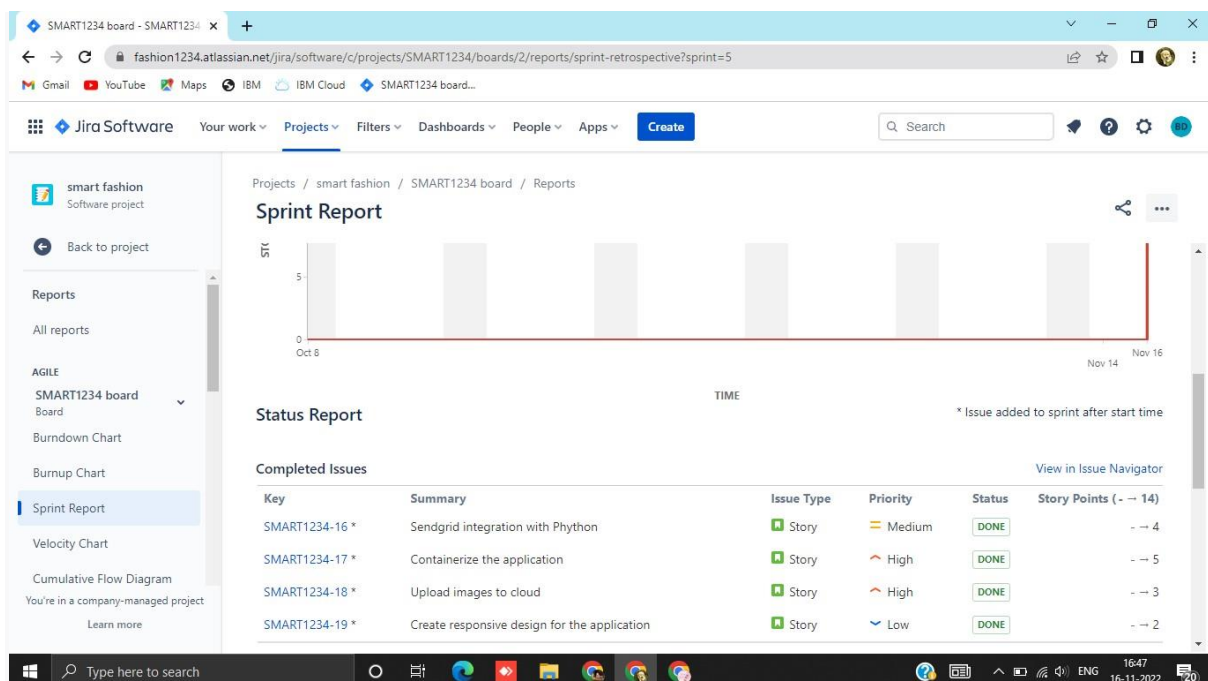 SMART1234 board - SMART1234
fashion1234.atlassian.net/jira/software/c/projects/SMART1234/boards/2/reports/sprint-retrospective?sprint=5
Gmail YouTube Maps IBM IBM Cloud SMART1234 board...
Jira Software Your work Projects Filters Dashboards People Apps Create Search BD
smart fashion
Software project
Back to project
Reports
All reports
AGILE
SMART1234 board
Board
Burndown Chart
Burnup Chart
Sprint Report
Velocity Chart
Cumulative Flow Diagram
You're in a company-managed project
Learn more
Projects / smart fashion / SMART1234 board / Reports
Sprint Report
5
0
Oct 8
Nov 14
Nov 16
TIME
Status Report
* Issue added to sprint after start time
Completed Issues
View in Issue Navigator
Key Summary Issue Type Priority Status Story Points (- → 14)
SMART1234-16 * Sendgrid integration with Phython Story Medium DONE - → 4
SMART1234-17 * Containerize the application Story High DONE - → 5
SMART1234-18 * Upload images to cloud Story High DONE - → 3
SMART1234-19 * Create responsive design for the application Story Low DONE - → 2
Type here to search
ENG
16:47
16-11-2022
20